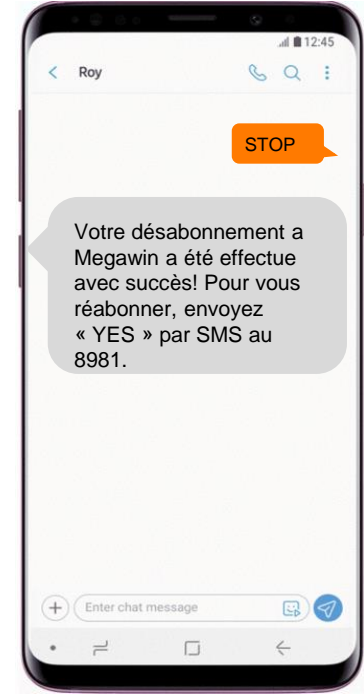 12:45
Roy
STOP
Votre désabonnement a
Megawin a été effectue
avec succès! Pour vous
réabonner, envoyez
« YES » par SMS au
8981.
Enter chat message